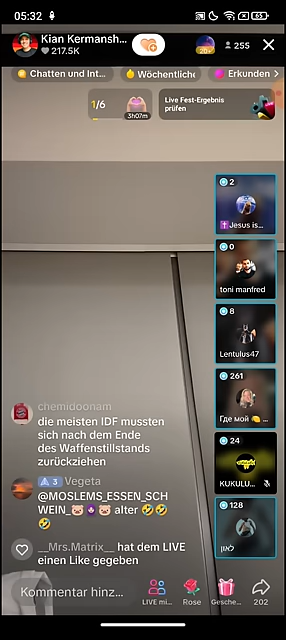 05:32
65
Kian Kermansh...
217.5K
20+
255
Chatten und Int...
Wöchentliche
Erkunden >
1/6
3h07m
Live Fest-Ergebnis
prüfen
2
Jesus is...
0
toni manfred
8
Lentulus47
261
Где мой
24
KUKULU...
128
לאון
chemidoonam
die meisten IDF mussten
sich nach dem Ende
des Waffenstillstands
zurückziehen
3 Vegeta
@MOSLEMS_ESSEN_SCH
WEIN_🐷🧕🐷 alter 🤣🤣
🤣
__Mrs.Matrix__ hat dem LIVE
einen Like gegeben
Kommentar hinz...
LIVE mi...
Rose
Gesche...
202